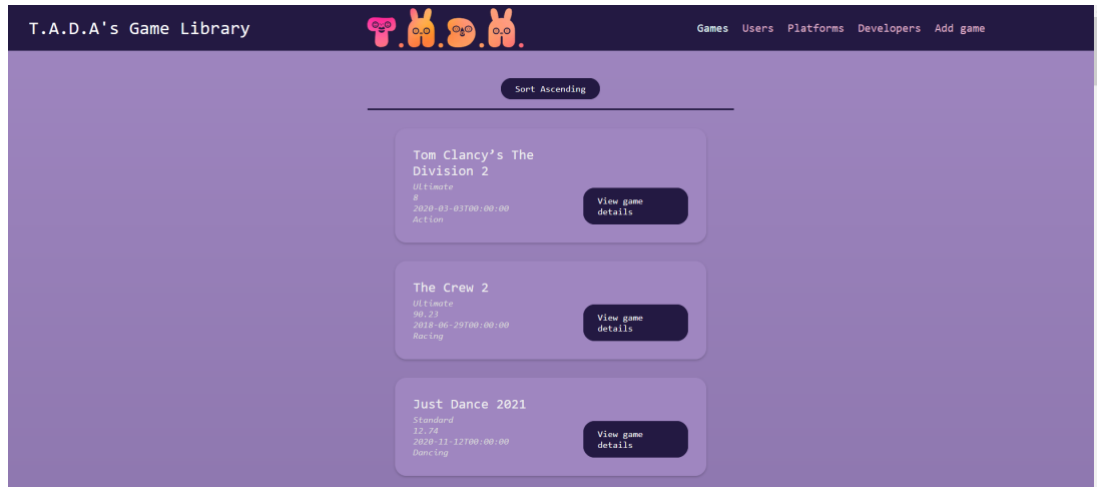 T.A.D.A's Game Library
T.A.D.A.
Games Users Platforms Developers Add game
Sort Ascending
Tom Clancy’s The
Division 2
Ultimate
8
2020-03-03T00:00:00
Action
View game
details
The Crew 2
Ultimate
90.23
2018-06-29T00:00:00
Racing
View game
details
Just Dance 2021
Standard
12.74
2020-11-12T00:00:00
Dancing
View game
details